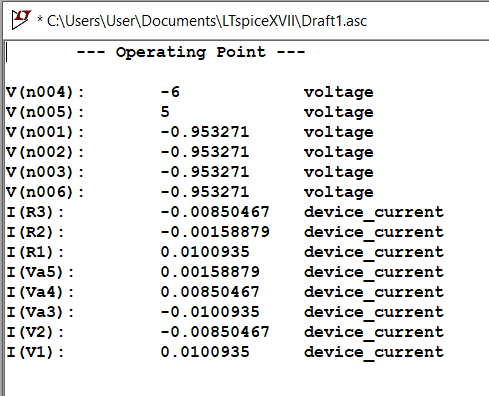 * C:\Users\User\Documents\LTspiceXVII\Draft1.asc
--- Operating Point ---
V(n004): -6 voltage
V(n005): 5 voltage
V(n001): -0.953271 voltage
V(n002): -0.953271 voltage
V(n003): -0.953271 voltage
V(n006): -0.953271 voltage
I(R3): -0.00850467 device_current
I(R2): -0.00158879 device_current
I(R1): 0.0100935 device_current
I(Va5): 0.00158879 device_current
I(Va4): 0.00850467 device_current
I(Va3): -0.0100935 device_current
I(V2): -0.00850467 device_current
I(V1): 0.0100935 device_current